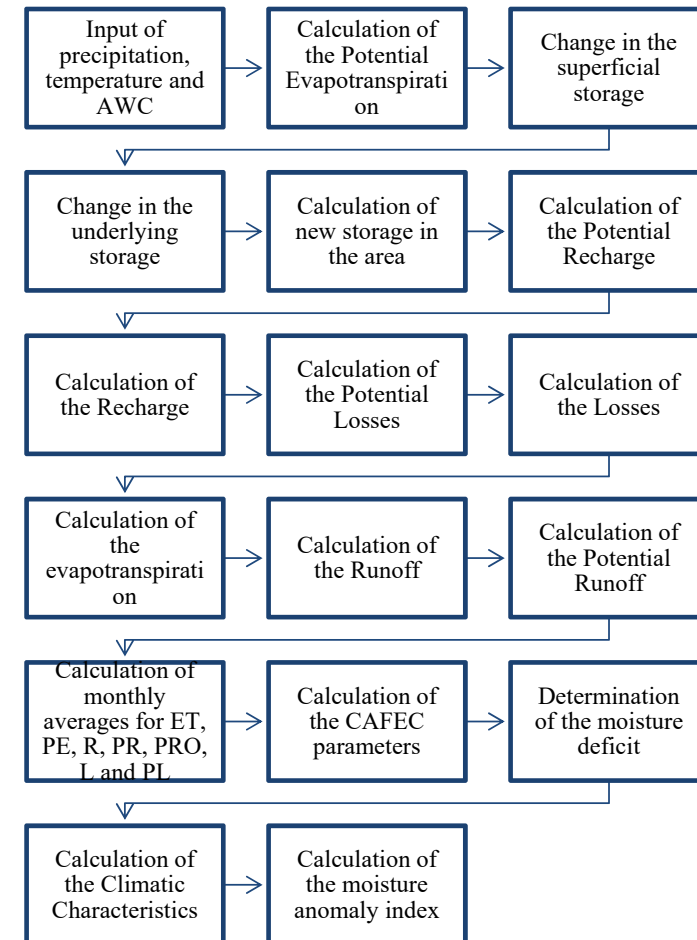 Input of
precipitation,
temperature and
AWC
Calculation of
the Potential
Evapotranspirati
on
Change in the
superficial
storage
Change in the
underlying
storage
Calculation of
new storage in
the area
Calculation of
the Potential
Recharge
Calculation of
the Recharge
Calculation of
the Potential
Losses
Calculation of
the Losses
Calculation of
the
evapotranspirati
on
Calculation of
the Runoff
Calculation of
the Potential
Runoff
Calculation of
monthly
averages for ET,
PE, R, PR, PRO,
L and PL
Calculation of
the CAFEC
parameters
Determination
of the moisture
deficit
Calculation of
the Climatic
Characteristics
Calculation of
the moisture
anomaly index